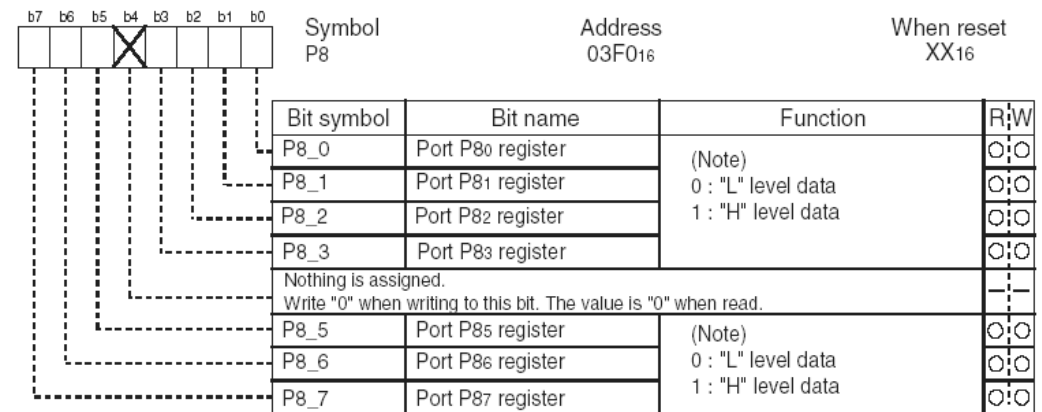 b7 b6 b5 b4 b3 b2 b1 b0
Symbol Address When reset
P8 03F016 XX16
Bit symbol Bit name Function R W
P8_0 Port P80 register
(Note)
P8_1 Port P81 register
0 : "L" level data
P8_2 Port P82 register
1 : "H" level data
P8_3 Port P83 register
Nothing is assigned.
Write "0" when writing to this bit. The value is "0" when read.
P8_5 Port P85 register
(Note)
P8_6 Port P86 register
0 : "L" level data
1 : "H" level data
P8_7 Port P87 register